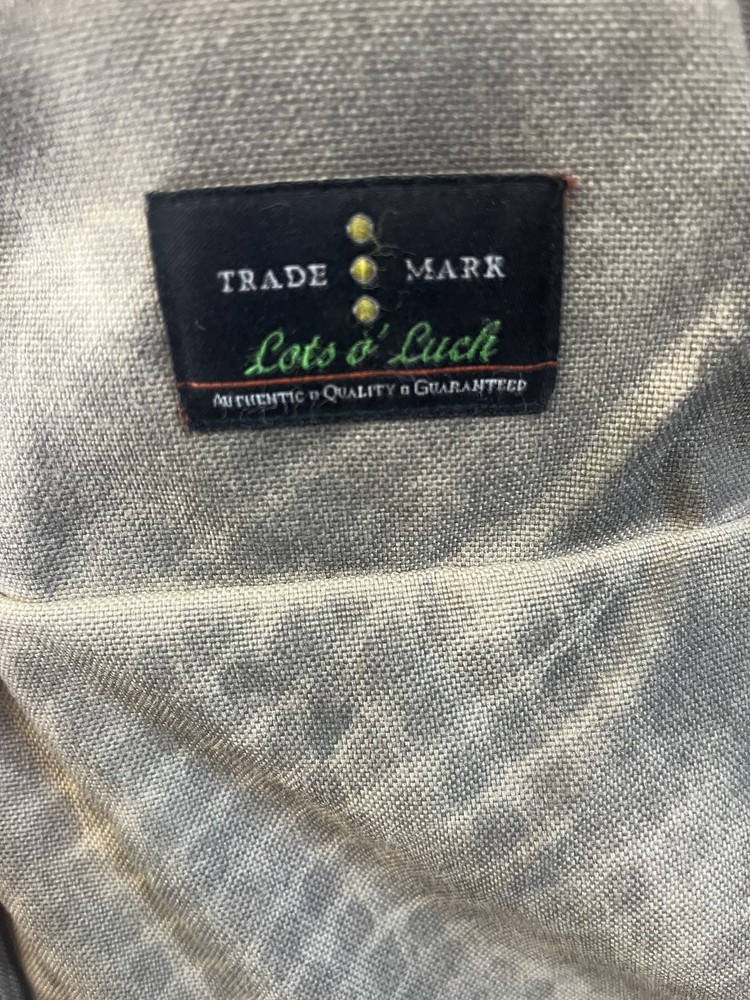 TRADE MARK
Lots o' Luck
AUTHENTIC ▫ QUALITY ▫ GUARANTEED